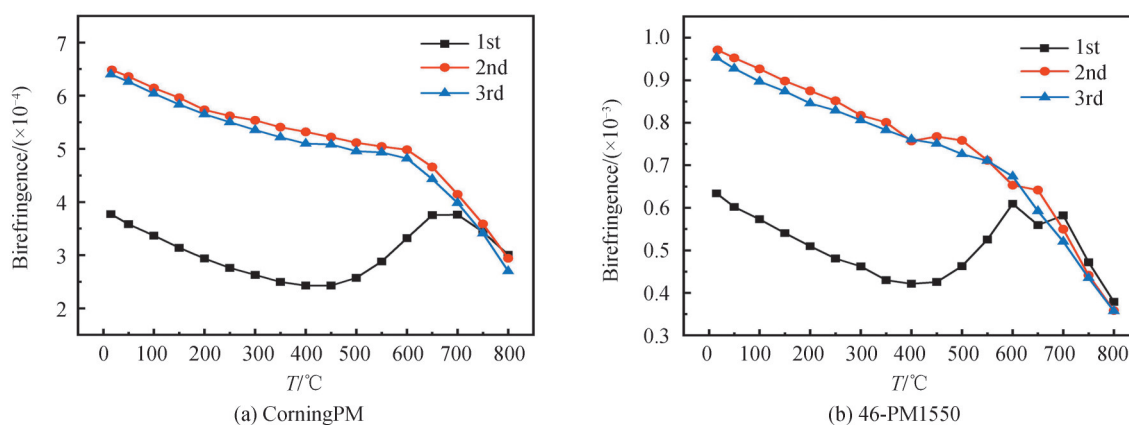 7
6
5
4
3
2
Birefringence/(×10⁻⁴)
1st
2nd
3rd
0 100 200 300 400 500 600 700 800
T/℃
(a) CorningPM
1.0
0.9
0.8
0.7
0.6
0.5
0.4
0.3
Birefringence/(×10⁻³)
1st
2nd
3rd
0 100 200 300 400 500 600 700 800
T/℃
(b) 46-PM1550